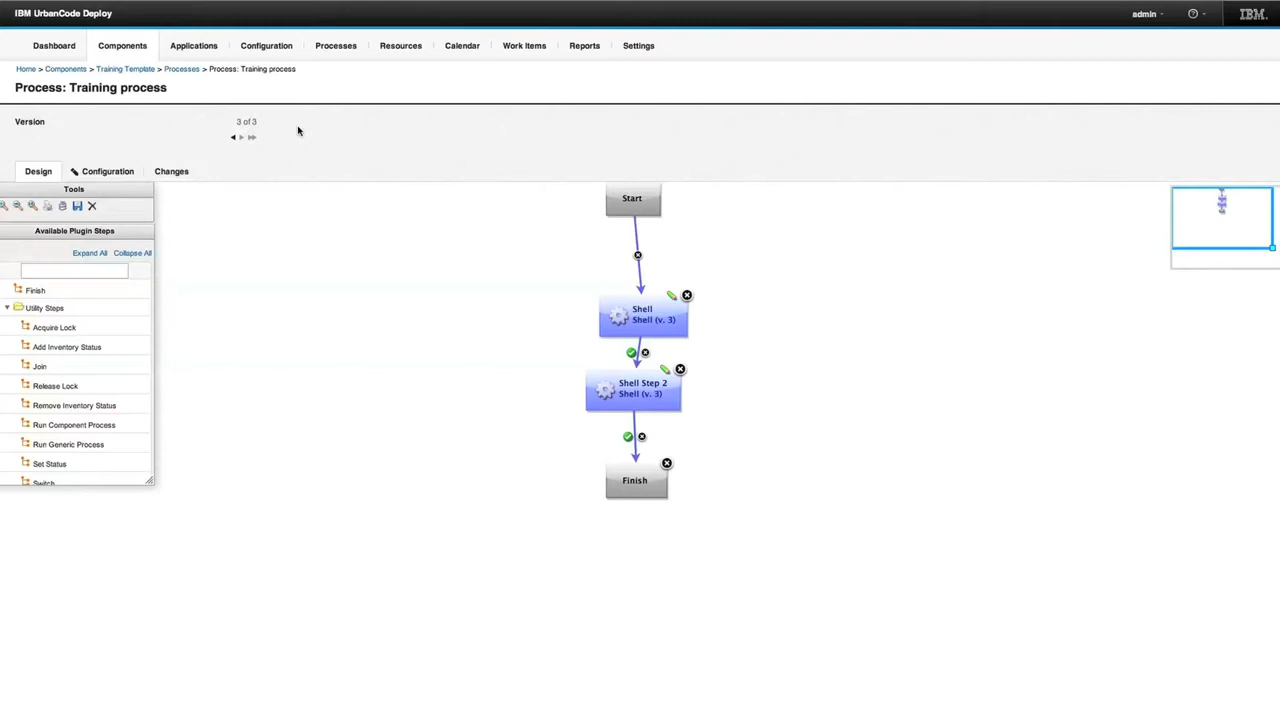 IBM UrbanCode Deploy
admin
IBM
Dashboard Components Applications Configuration Processes Resources Calendar Work Items Reports Settings
Home > Components > Training Template > Processes > Process: Training process
Process: Training process
Version 3 of 3
Design Configuration Changes
Tools
Available Plugin Steps
Expand All Collapse All
Finish
Utility Steps
Acquire Lock
Add Inventory Status
Join
Release Lock
Remove Inventory Status
Run Component Process
Run Generic Process
Set Status
Switch
Start
Shell
Shell (v. 3)
Shell Step 2
Shell (v. 3)
Finish